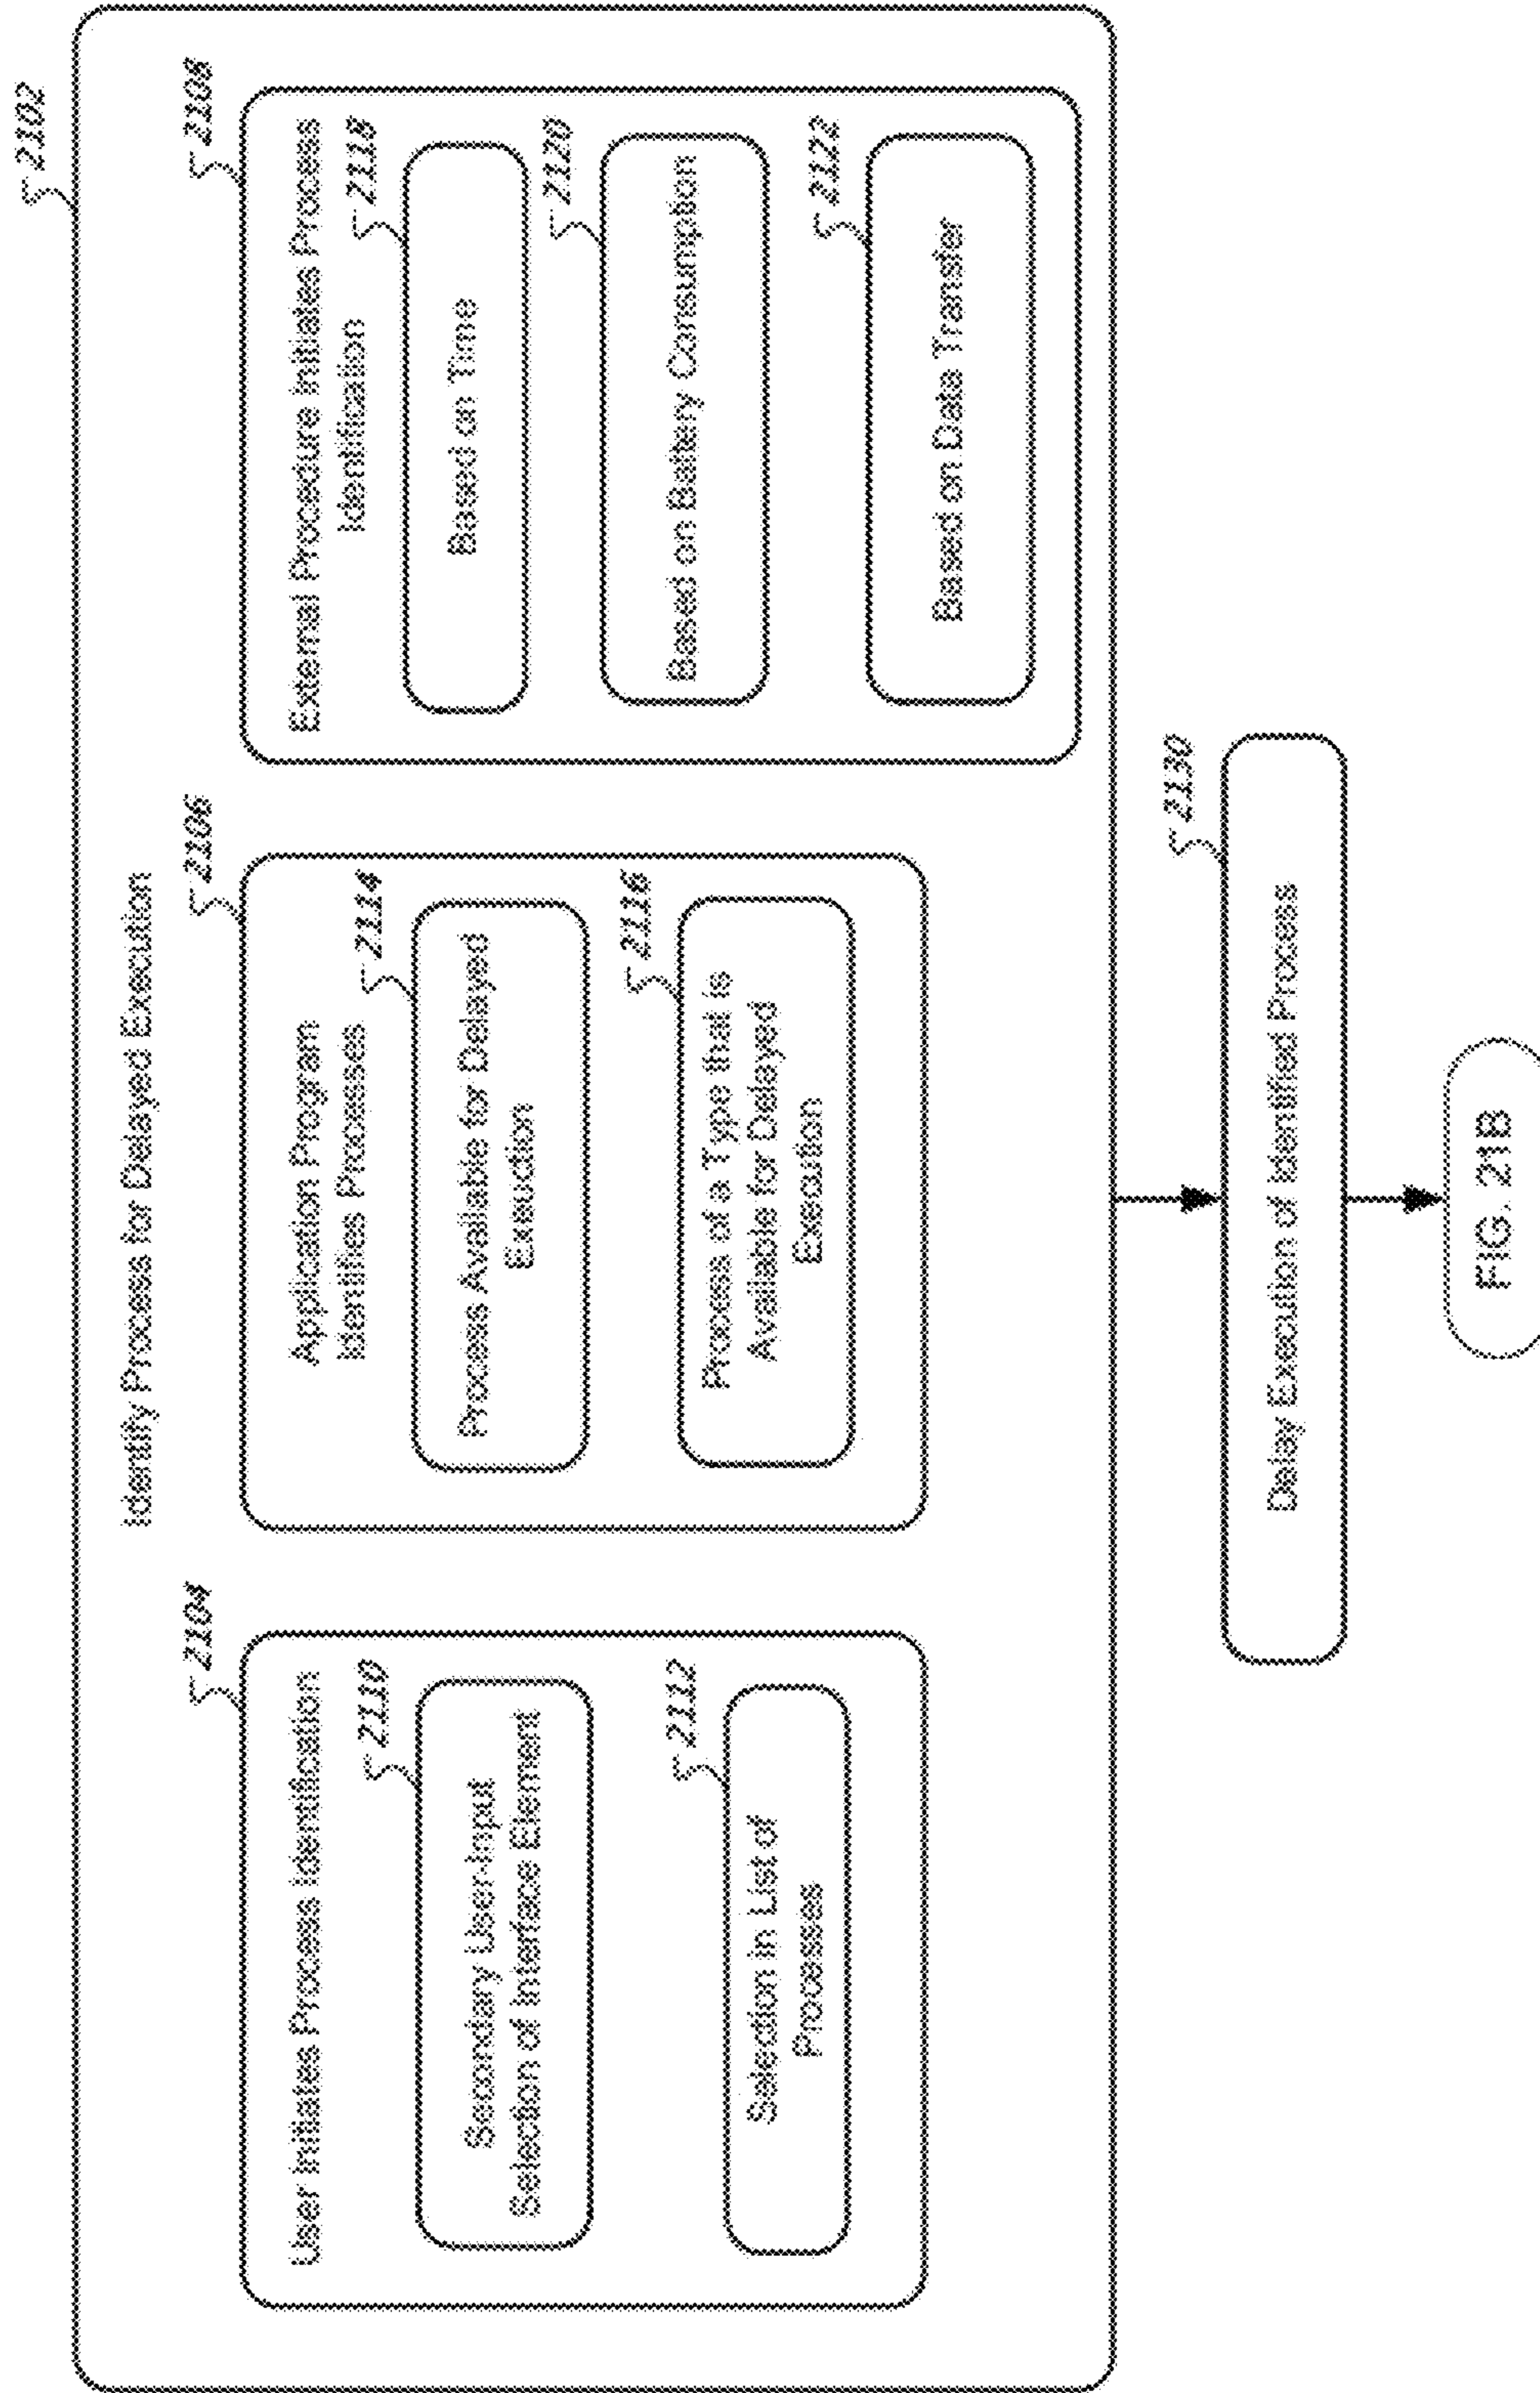 2102
Identify Process for Delayed Execution
2104
User Initiates Process Identification
2110
Secondary User-Input
Selection of Interface Element
2112
Selection in List of
Processes
2106
Application Program
Identifies Processes
2114
Process Available for Delayed
Exeuction
2116
Process of a Type that is
Available for Delayed
Execution
2108
External Procedure Initiates Process
Identification
2118
Based on Time
2120
Based on Battery Consumption
2122
Based on Data Transfer
2130
Delay Execution of Identified Process
FIG. 21B